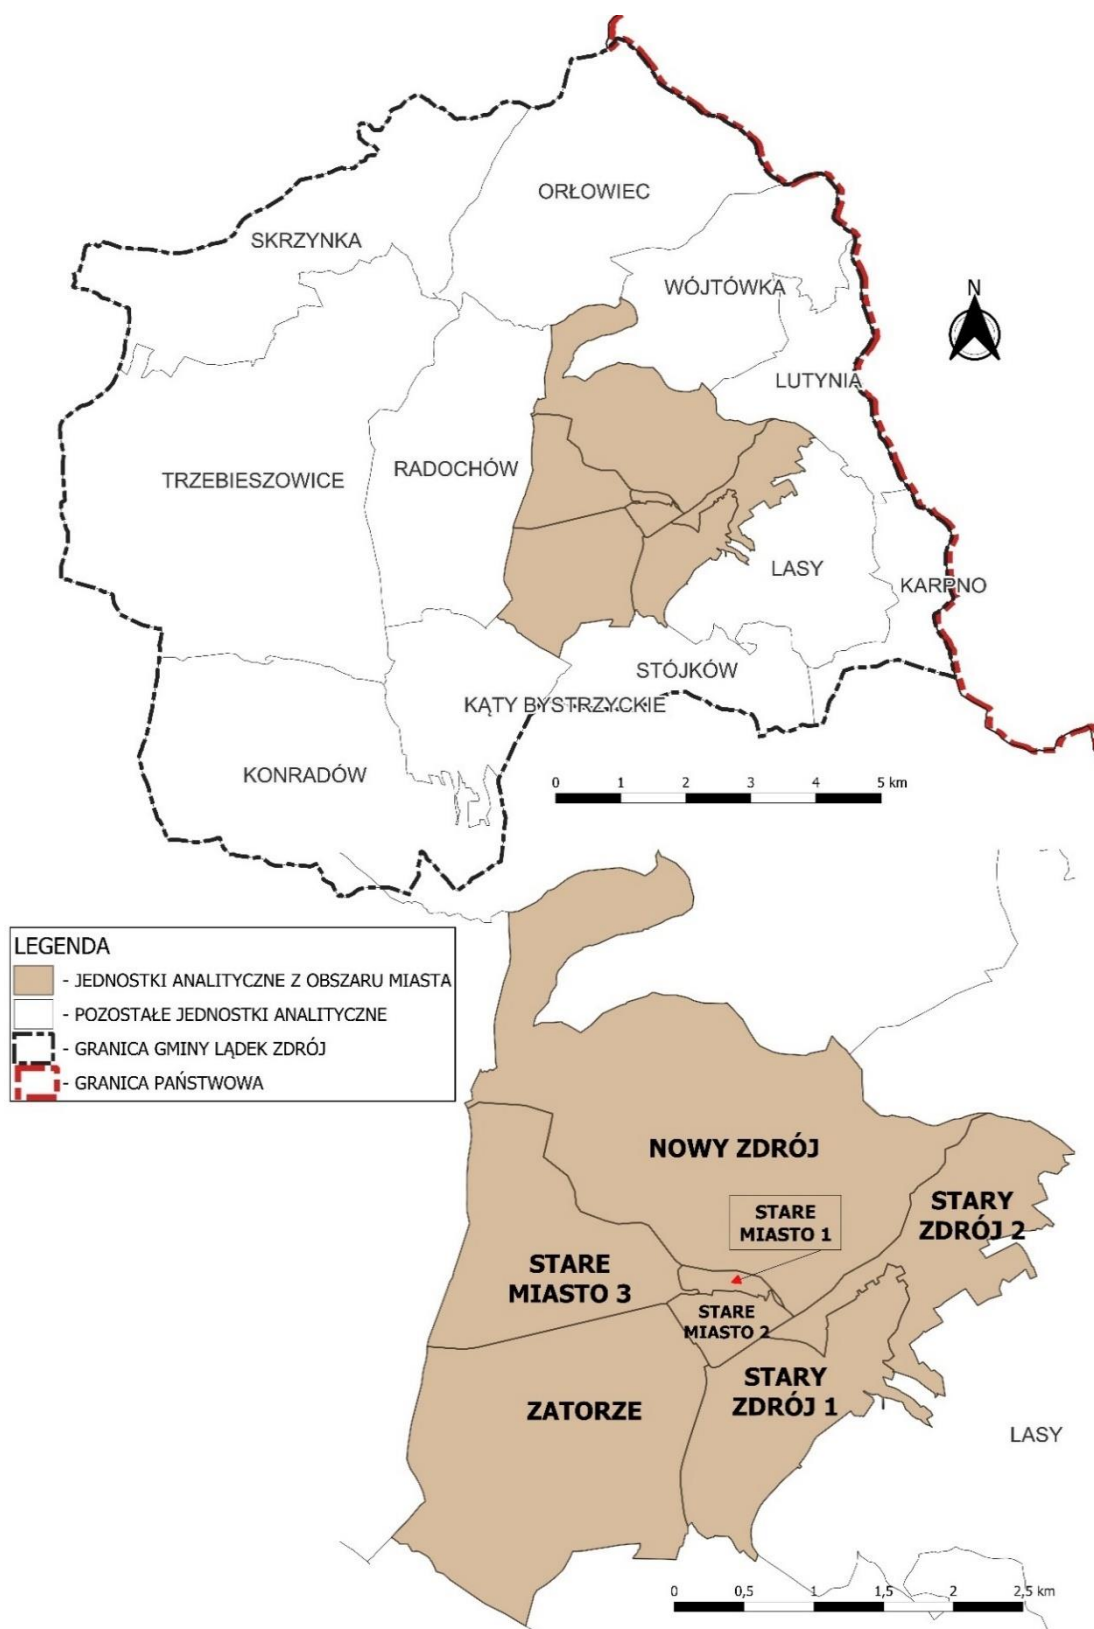 ORŁOWIEC
SKRZYNKA
WÓJTÓWKA
N
LUTYNIA
RADOCHÓW
TRZEBIESZOWICE
LASY
KARPNO
STÓJKÓW
KĄTY BYSTRZYCKIE
KONRADÓW
0 1 2 3 4 5 km
LEGENDA
- JEDNOSTKI ANALITYCZNE Z OBSZARU MIASTA
- POZOSTAŁE JEDNOSTKI ANALITYCZNE
- GRANICA GMINY LĄDEK ZDRÓJ
- GRANICA PAŃSTWOWA
NOWY ZDRÓJ
STARY
ZDRÓJ 2
STARE
MIASTO 1
STARE
MIASTO 3
STARE
MIASTO 2
STARY
ZDRÓJ 1
ZATORZE
LASY
0 0,5 1 1,5 2 2,5 km